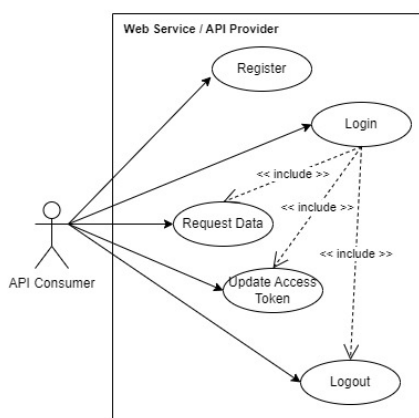 Web Service / API Provider
Register
Login
<< include >>
Request Data
<< include >>
<< include >>
API Consumer
Update Access
Token
Logout